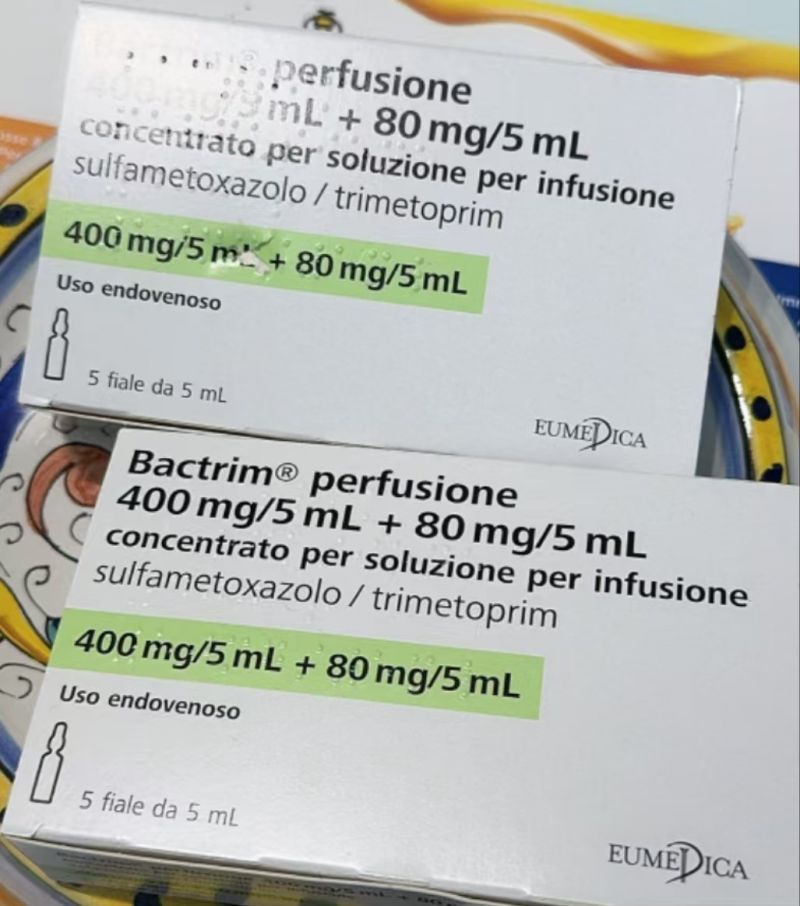 perfusione
mL + 80 mg/5 mL
concentrato per soluzione per infusione
sulfametoxazolo / trimetoprim
400 mg/5 mL + 80 mg/5 mL
Uso endovenoso
5 fiale da 5 mL
EUMEDICA
Bactrim® perfusione
400 mg/5 mL + 80 mg/5 mL
concentrato per soluzione per infusione
sulfametoxazolo / trimetoprim
400 mg/5 mL + 80 mg/5 mL
Uso endovenoso
5 fiale da 5 mL
EUMEDICA